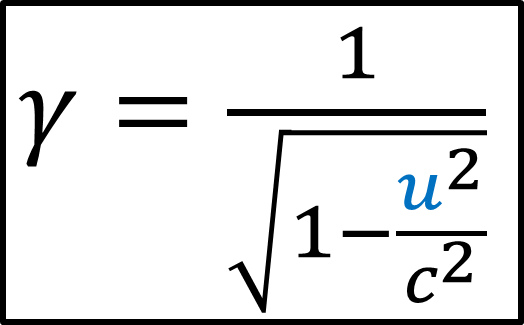 γ = 1 / √(1 − u² / c²)